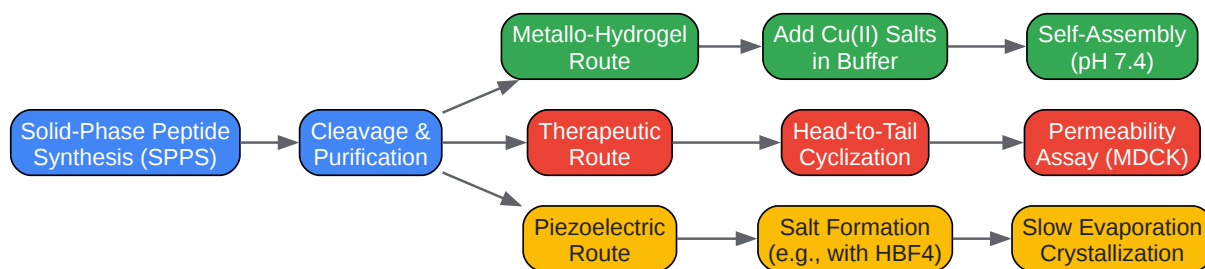 Solid-Phase Peptide
Synthesis (SPPS)
Cleavage &
Purification
Metallo-Hydrogel
Route
Add Cu(II) Salts
in Buffer
Self-Assembly
(pH 7.4)
Therapeutic
Route
Head-to-Tail
Cyclization
Permeability
Assay (MDCK)
Piezoelectric
Route
Salt Formation
(e.g., with HBF4)
Slow Evaporation
Crystallization